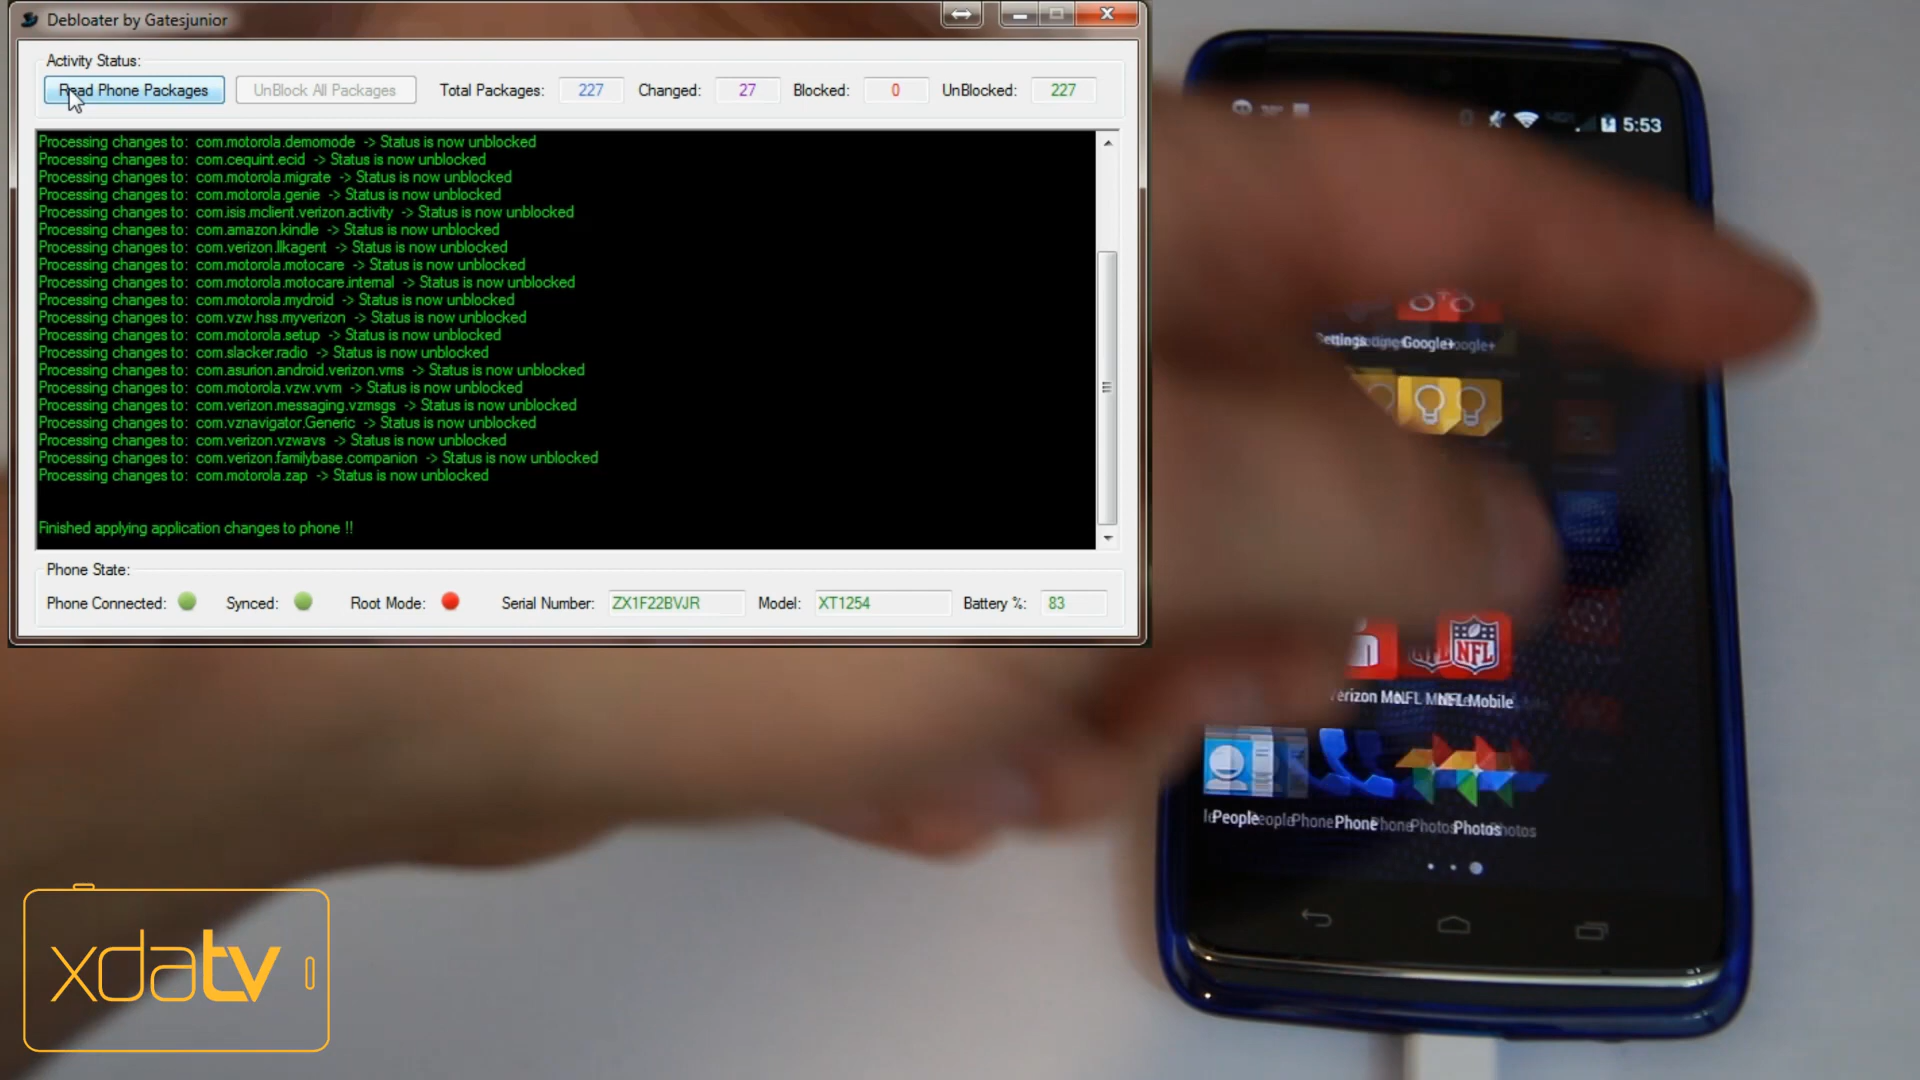 Debloater by Gatesjunior
Activity Status:
Read Phone Packages UnBlock All Packages Total Packages: 227 Changed: 27 Blocked: 0 UnBlocked: 227
Processing changes to: com.motorola.demomode -> Status is now unblocked
Processing changes to: com.cequint.ecid -> Status is now unblocked
Processing changes to: com.motorola.migrate -> Status is now unblocked
Processing changes to: com.motorola.genie -> Status is now unblocked
Processing changes to: com.isis.mclient.verizon.activity -> Status is now unblocked
Processing changes to: com.amazon.kindle -> Status is now unblocked
Processing changes to: com.verizon.llkagent -> Status is now unblocked
Processing changes to: com.motorola.motocare -> Status is now unblocked
Processing changes to: com.motorola.motocare.internal -> Status is now unblocked
Processing changes to: com.motorola.mydroid -> Status is now unblocked
Processing changes to: com.vzw.hss.myverizon -> Status is now unblocked
Processing changes to: com.motorola.setup -> Status is now unblocked
Processing changes to: com.slacker.radio -> Status is now unblocked
Processing changes to: com.asurion.android.verizon.vms -> Status is now unblocked
Processing changes to: com.motorola.vzw.vvm -> Status is now unblocked
Processing changes to: com.verizon.messaging.vzmsgs -> Status is now unblocked
Processing changes to: com.vznavigator.Generic -> Status is now unblocked
Processing changes to: com.verizon.vzwavs -> Status is now unblocked
Processing changes to: com.verizon.familybase.companion -> Status is now unblocked
Processing changes to: com.motorola.zap -> Status is now unblocked
Finished applying application changes to phone !!
Phone State:
Phone Connected: Synced: Root Mode: Serial Number: ZX1F22BVJR Model: XT1254 Battery %: 83
5:53
Settings Google+
NFL
NFL Mobile
People Phone Photos
xdatv